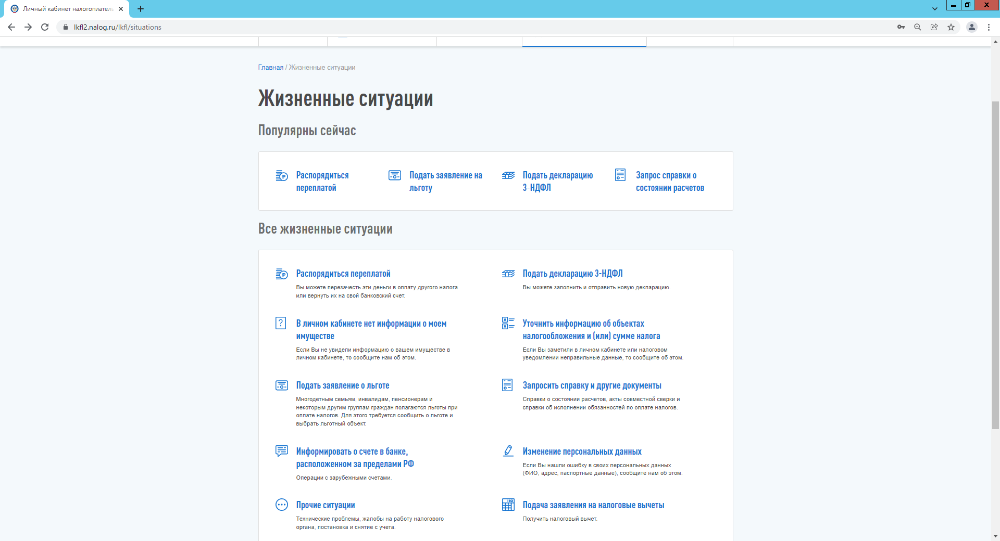 Личный кабинет налогоплатель
lkfl2.nalog.ru/lkfl/situations
Главная / Жизненные ситуации
Жизненные ситуации
Популярны сейчас
Распорядиться
переплатой
Подать заявление на
льготу
Подать декларацию
3-НДФЛ
Запрос справки о
состоянии расчетов
Все жизненные ситуации
Распорядиться переплатой
Вы можете перезачесть эти деньги в оплату другого налога
или вернуть их на свой банковский счет.
Подать декларацию 3-НДФЛ
Вы можете заполнить и отправить новую декларацию.
В личном кабинете нет информации о моем
имуществе
Если Вы не увидели информацию о вашем имуществе в
личном кабинете, то сообщите нам об этом.
Уточнить информацию об объектах
налогообложения и (или) сумме налога
Если Вы заметили в личном кабинете или налоговом
уведомлении неправильные данные, то сообщите об этом.
Подать заявление о льготе
Многодетным семьям, инвалидам, пенсионерам и
некоторым другим группам граждан полагаются льготы при
оплате налогов. Для этого требуется сообщить о льготе и
выбрать льготный объект.
Запросить справку и другие документы
Справки о состоянии расчетов, акты совместной сверки и
справки об исполнении обязанностей по оплате налогов.
Информировать о счете в банке,
расположенном за пределами РФ
Операции с зарубежными счетами.
Изменение персональных данных
Если Вы нашли ошибку в своих персональных данных
(ФИО, адрес, паспортные данные), сообщите нам об этом.
Прочие ситуации
Технические проблемы, жалобы на работу налогового
органа, постановка и снятие с учета.
Подача заявления на налоговые вычеты
Получить налоговый вычет.